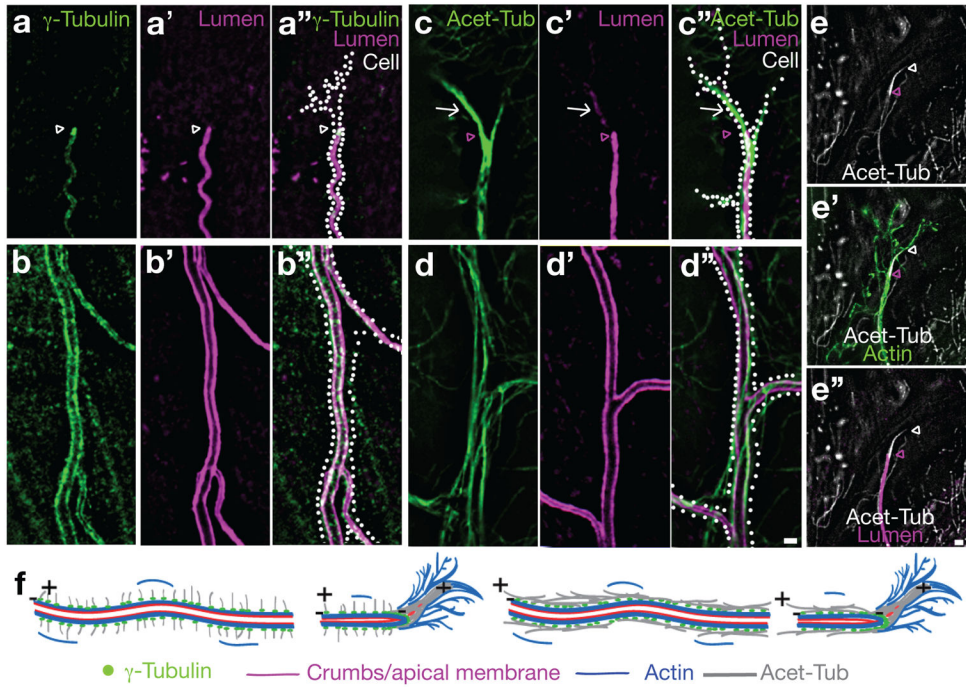 a
γ-Tubulin
a'
Lumen
a"
γ-Tubulin
Lumen
Cell
c
Acet-Tub
c'
Lumen
c"
Acet-Tub
Lumen
Cell
e
Acet-Tub
b
b'
b"
d
d'
d"
e'
Acet-Tub
Actin
e"
Acet-Tub
Lumen
f
+
-
+
-
+
+
-
+
-
+
γ-Tubulin
Crumbs/apical membrane
Actin
Acet-Tub